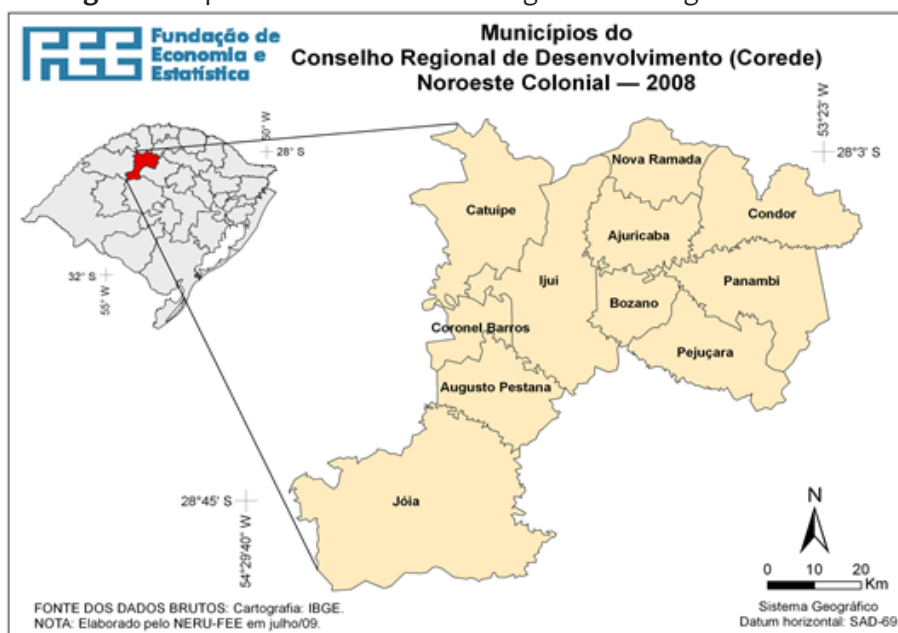 FEE Fundação de
Economia e
Estatística
Municípios do
Conselho Regional de Desenvolvimento (Corede)
Noroeste Colonial — 2008
50° W
28° S
32° S
55° W
53°23' W
28°3' S
Nova Ramada
Catuípe
Condor
Ajuricaba
Ijuí
Panambi
Bozano
Coronel Barros
Pejuçara
Augusto Pestana
Jóia
28°45' S
54°29'40" W
N
0 10 20
Km
FONTE DOS DADOS BRUTOS: Cartografia: IBGE.
NOTA: Elaborado pelo NERU-FEE em julho/09.
Sistema Geográfico
Datum horizontal: SAD-69